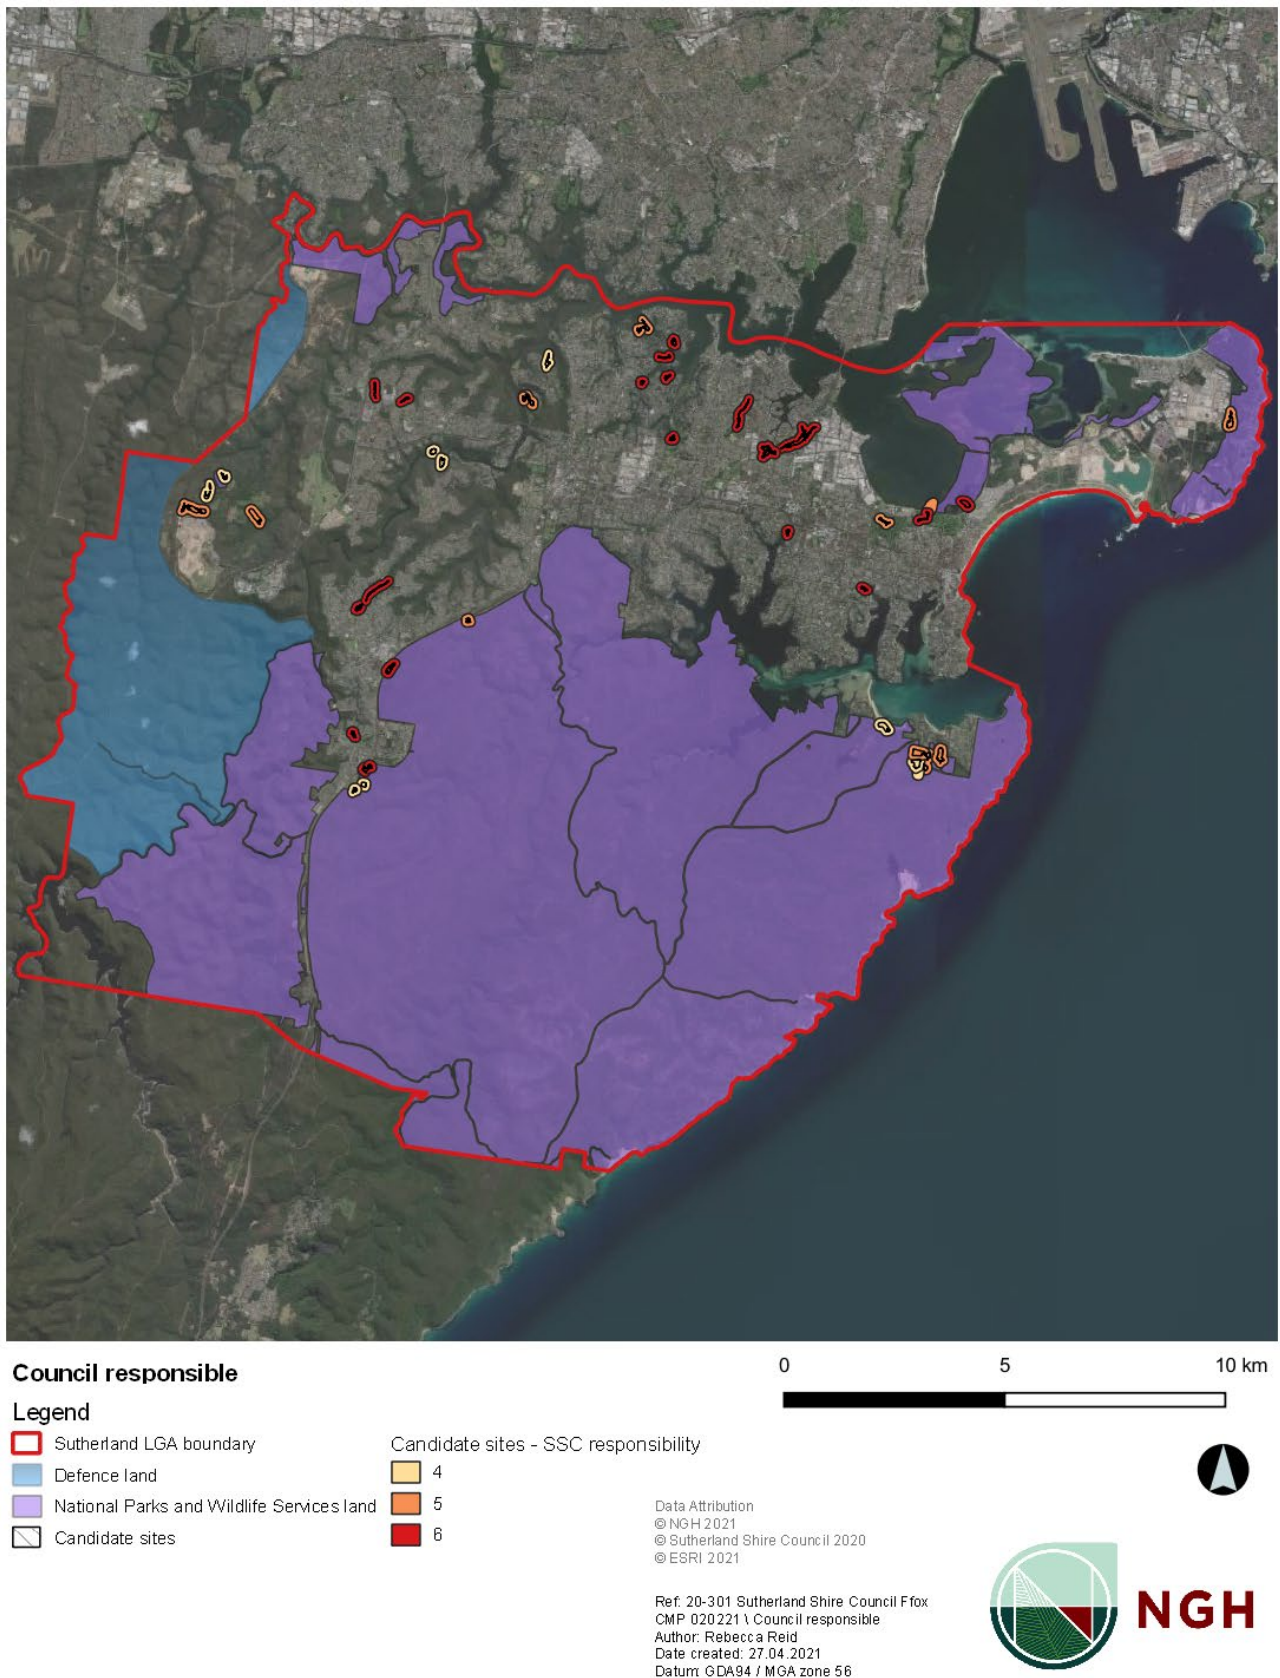 Council responsible
0 5 10 km
Legend
Sutherland LGA boundary
Defence land
National Parks and Wildlife Services land
Candidate sites
Candidate sites - SSC responsibility
4
5
6
Data Attribution
© NGH 2021
© Sutherland Shire Council 2020
© ESRI 2021
Ref: 20-301 Sutherland Shire Council Ffox
CMP 020221 \ Council responsible
Author: Rebecca Reid
Date created: 27.04.2021
Datum: GDA94 / MGA zone 56
NGH